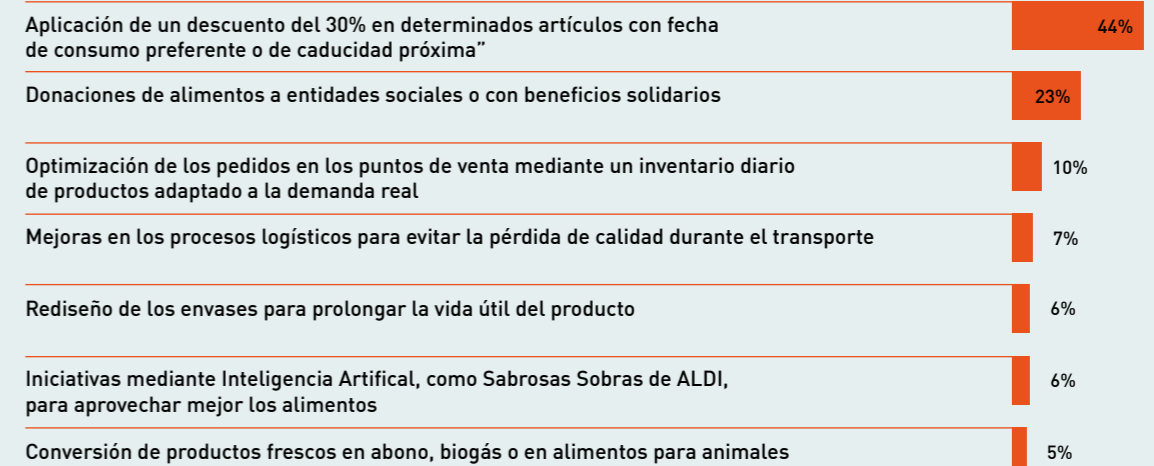 Aplicación de un descuento del 30% en determinados artículos con fecha
de consumo preferente o de caducidad próxima”
44%
Donaciones de alimentos a entidades sociales o con beneficios solidarios
23%
Optimización de los pedidos en los puntos de venta mediante un inventario diario
de productos adaptado a la demanda real
10%
Mejoras en los procesos logísticos para evitar la pérdida de calidad durante el transporte
7%
Rediseño de los envases para prolongar la vida útil del producto
6%
Iniciativas mediante Inteligencia Artifical, como Sabrosas Sobras de ALDI,
para aprovechar mejor los alimentos
6%
Conversión de productos frescos en abono, biogás o en alimentos para animales
5%